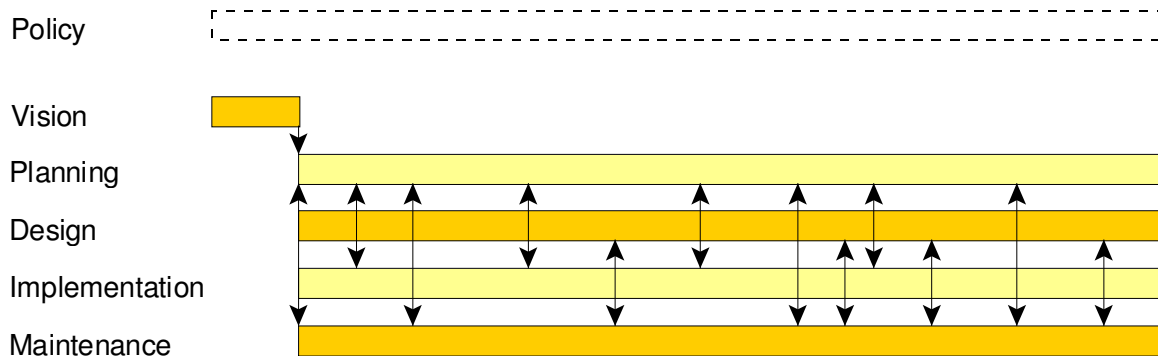 Policy
Vision
Planning
Design
Implementation
Maintenance